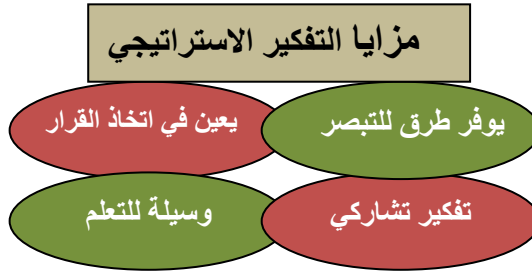 مزايا التفكير الاستراتيجي
يوفر طرق للتبصر
يعين في اتخاذ القرار
تفكير تشاركي
وسيلة للتعلم